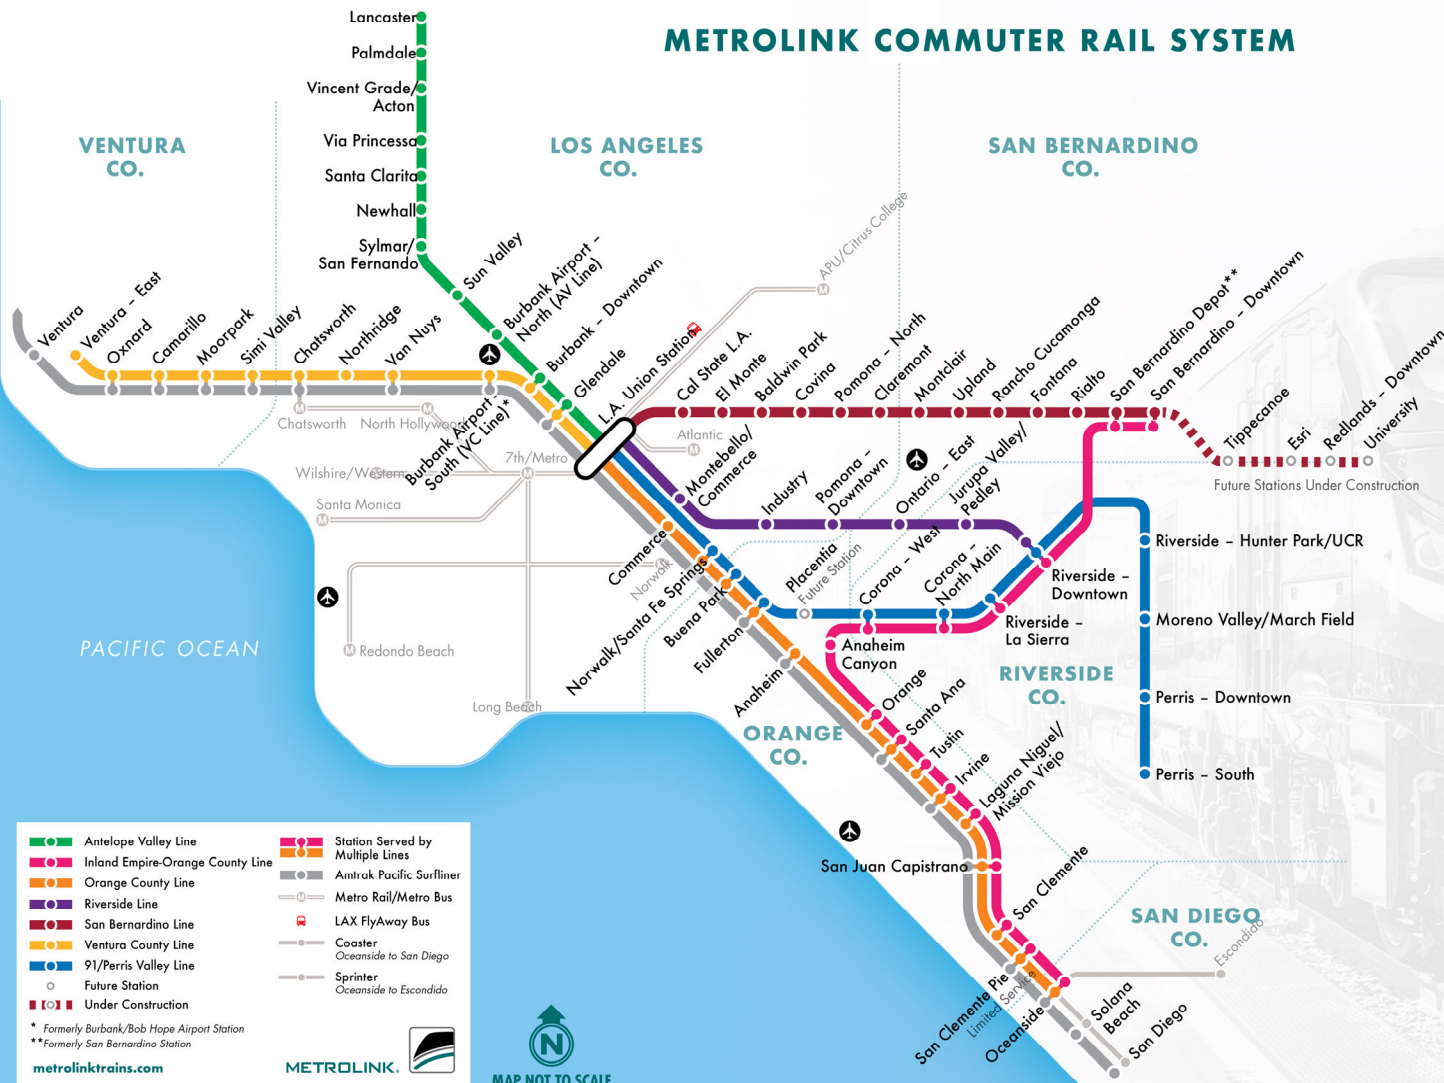 METROLINK COMMUTER RAIL SYSTEM
VENTURA
CO.
LOS ANGELES
CO.
SAN BERNARDINO
CO.
RIVERSIDE
CO.
ORANGE
CO.
SAN DIEGO
CO.
PACIFIC OCEAN
Lancaster
Palmdale
Vincent Grade/
Acton
Via Princessa
Santa Clarita
Newhall
Sylmar/
San Fernando
Sun Valley
Burbank Airport –
North (AV Line)
Burbank – Downtown
Glendale
L.A. Union Station
Ventura
Ventura – East
Oxnard
Camarillo
Moorpark
Simi Valley
Chatsworth
Northridge
Van Nuys
Burbank Airport –
South (VC Line)*
M
Chatsworth
M
North Hollywood
Wilshire/Western
7th/Metro
M
Santa Monica
M
M
Redondo Beach
Long Beach
Norwalk
M
Atlantic
M
APU/Citrus College
M
Cal State L.A.
El Monte
Baldwin Park
Covina
Pomona – North
Claremont
Montclair
Upland
Rancho Cucamonga
Fontana
Rialto
San Bernardino Depot**
San Bernardino – Downtown
Tippecanoe
Esri
Redlands – Downtown
University
Future Stations Under Construction
Montebello/
Commerce
Industry
Pomona –
Downtown
Ontario – East
Jurupa Valley/
Pedley
Riverside –
Downtown
Riverside –
La Sierra
Riverside – Hunter Park/UCR
Moreno Valley/March Field
Perris – Downtown
Perris – South
Placentia
Future Station
Corona – West
Corona –
North Main
Commerce
Norwalk/Santa Fe Springs
Buena Park
Fullerton
Anaheim
Anaheim
Canyon
Orange
Santa Ana
Tustin
Irvine
Laguna Niguel/
Mission Viejo
San Juan Capistrano
San Clemente
San Clemente Pier
Limited Service
Oceanside
Escondido
Solana
Beach
San Diego
Antelope Valley Line
Inland Empire-Orange County Line
Orange County Line
Riverside Line
San Bernardino Line
Ventura County Line
91/Perris Valley Line
Future Station
Under Construction
Station Served by
Multiple Lines
Amtrak Pacific Surfliner
M
Metro Rail/Metro Bus
LAX FlyAway Bus
Coaster
Oceanside to San Diego
Sprinter
Oceanside to Escondido
* Formerly Burbank/Bob Hope Airport Station
**Formerly San Bernardino Station
metrolinktrains.com
METROLINK.
N
MAP NOT TO SCALE